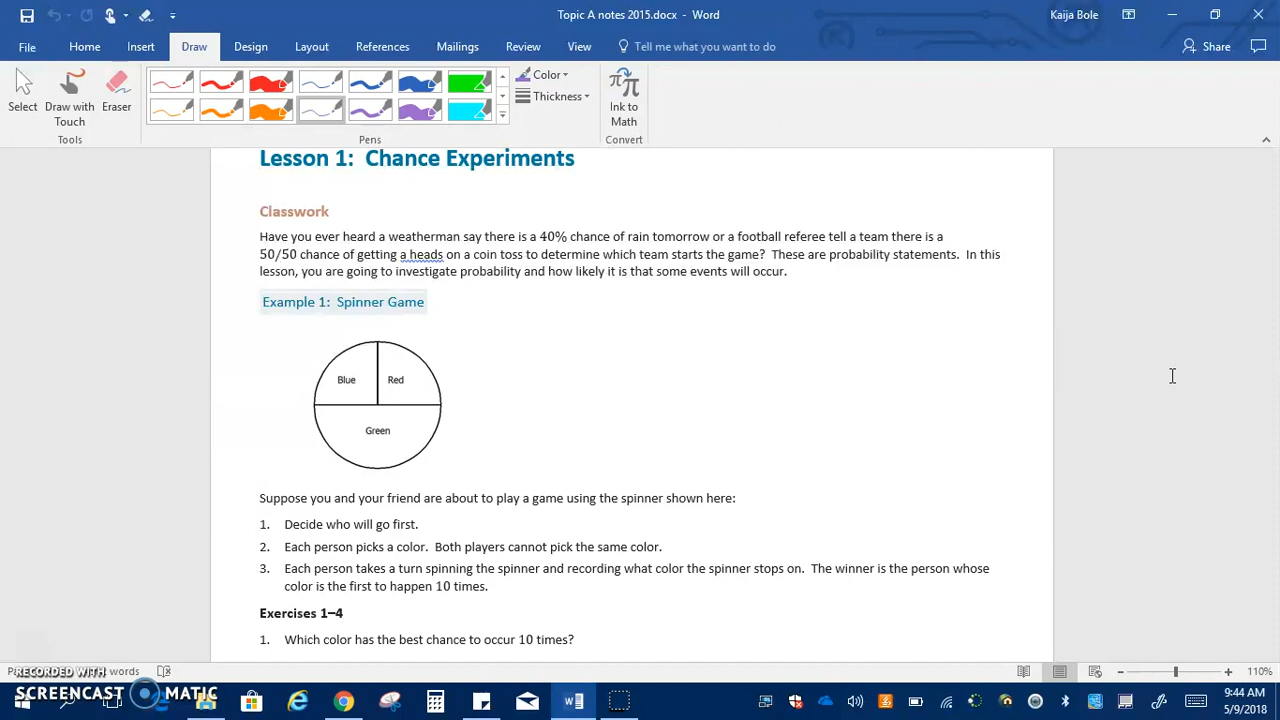 Topic A notes 2015.docx - Word
Kaija Bole
File Home Insert Draw Design Layout References Mailings Review View Tell me what you want to do Share
Select Draw with Touch Eraser
Color
Thickness
Ink to Math
Tools Pens Convert
Lesson 1: Chance Experiments
Classwork
Have you ever heard a weatherman say there is a 40% chance of rain tomorrow or a football referee tell a team there is a
50/50 chance of getting a heads on a coin toss to determine which team starts the game? These are probability statements. In this
lesson, you are going to investigate probability and how likely it is that some events will occur.
Example 1: Spinner Game
Blue Red
Green
Suppose you and your friend are about to play a game using the spinner shown here:
1. Decide who will go first.
2. Each person picks a color. Both players cannot pick the same color.
3. Each person takes a turn spinning the spinner and recording what color the spinner stops on. The winner is the person whose
color is the first to happen 10 times.
Exercises 1–4
1. Which color has the best chance to occur 10 times?
words
110%
RECORDED WITH
SCREENCAST MATIC
9:44 AM
5/9/2018